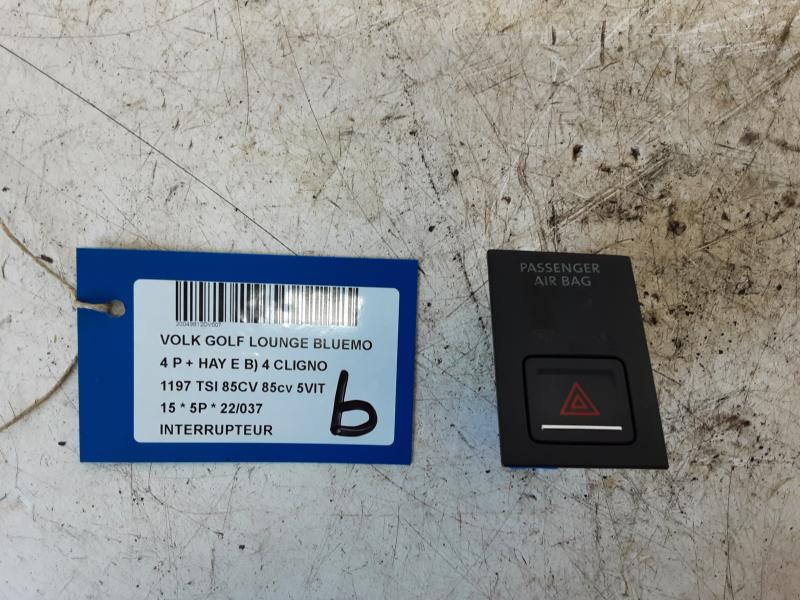 20049812DV007
VOLK GOLF LOUNGE BLUEMO
4 P + HAY E B) 4 CLIGNO
1197 TSI 85CV 85cv 5VIT
15 * 5P * 22/037
INTERRUPTEUR
b
PASSENGER
AIR BAG